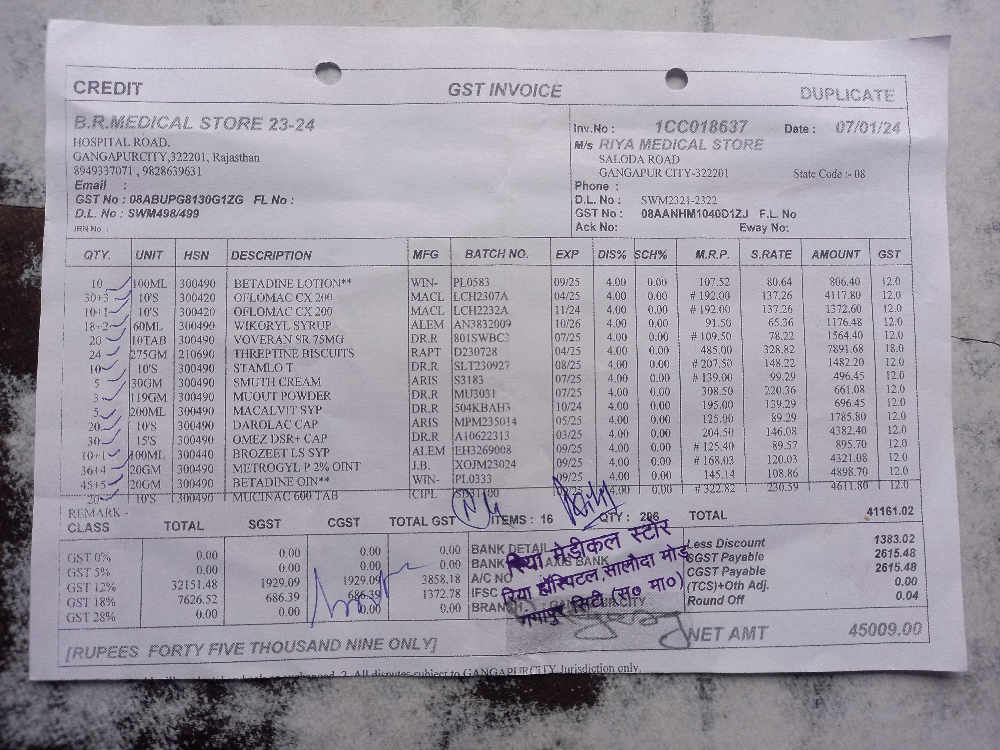 CREDIT GST INVOICE DUPLICATE
B.R.MEDICAL STORE 23-24
HOSPITAL ROAD,
GANGAPURCITY,322201, Rajasthan
8949337071 , 9828639631
Email :
GST No : 08ABUPG8130G1ZG FL No :
D.L. No : SWM498/499
IRN No :
Inv.No : 1CC018637 Date : 07/01/24
M/s RIYA MEDICAL STORE
SALODA ROAD
GANGAPUR CITY-322201 State Code :- 08
Phone :
D.L. No : SWM2321-2322
GST No : 08AANHM1040D1ZJ F.L. No
Ack No: Eway No:
QTY. UNIT HSN DESCRIPTION MFG BATCH NO. EXP DIS% SCH% M.R.P. S.RATE AMOUNT GST
10 100ML 300490 BETADINE LOTION** WIN- PL0583 09/25 4.00 0.00 107.52 80.64 806.40 12.0
30+3 10'S 300420 OFLOMAC CX 200 MACL LCH2307A 04/25 4.00 0.00 # 192.00 137.26 4117.80 12.0
10+1 10'S 300420 OFLOMAC CX 200 MACL LCH2232A 11/24 4.00 0.00 # 192.00 137.26 1372.60 12.0
18+2 60ML 300490 WIKORYL SYRUP ALEM AN3832009 10/26 4.00 0.00 91.50 65.36 1176.48 12.0
20 10TAB 300490 VOVERAN SR 75MG DR.R 801SWBC3 07/25 4.00 0.00 # 109.50 78.22 1564.40 12.0
24 275GM 210690 THREPTINE BISCUITS RAPT D230728 04/25 4.00 0.00 485.00 328.82 7891.68 18.0
10 10'S 300490 STAMLO T DR.R SLT230927 08/25 4.00 0.00 # 207.50 148.22 1482.20 12.0
5 30GM 300490 SMUTH CREAM ARIS S3183 07/25 4.00 0.00 # 139.00 99.29 496.45 12.0
3 119GM 300490 MUOUT POWDER DR.R MU3031 07/25 4.00 0.00 308.50 220.36 661.08 12.0
5 200ML 300490 MACALVIT SYP DR.R 504KBAH3 10/24 4.00 0.00 195.00 139.29 696.45 12.0
20 10'S 300490 DAROLAC CAP ARIS MPM235014 05/25 4.00 0.00 125.00 89.29 1785.80 12.0
30 15'S 300490 OMEZ DSR+ CAP DR.R A10622313 03/25 4.00 0.00 204.50 146.08 4382.40 12.0
10+1 100ML 300440 BROZEET LS SYP ALEM EH3269008 09/25 4.00 0.00 # 125.40 89.57 895.70 12.0
36+4 20GM 300490 METROGYL P 2% OINT J.B. XOJM23024 09/25 4.00 0.00 # 168.03 120.03 4321.08 12.0
45+5 20GM 300490 BETADINE OIN** WIN- PL0333 09/25 4.00 0.00 145.14 108.86 4898.70 12.0
20 10'S 300490 MUCINAC 600 TAB CIPL 4.00 0.00 # 322.82 230.59 4611.80 12.0
REMARK -
CLASS TOTAL SGST CGST TOTAL GST ITEMS : 16 QTY : 296 TOTAL 41161.02
GST 0% 0.00 0.00 0.00 0.00
GST 5% 0.00 0.00 0.00 0.00
GST 12% 32151.48 1929.09 1929.09 3858.18
GST 18% 7626.52 686.39 686.39 1372.78
GST 28% 0.00 0.00 0.00 0.00
BANK DETAIL
BANK AXIS BANK
A/C NO
IFSC
BRANCH
रिया मेडीकल स्टोर
रिया हॉस्पिटल सालौदा मोड़
गंगापुर सिटी (स० मा०)
Less Discount 1383.02
SGST Payable 2615.48
CGST Payable 2615.48
(TCS)+Oth Adj. 0.00
Round Off 0.04
NET AMT 45009.00
[RUPEES FORTY FIVE THOUSAND NINE ONLY]
2. All disputes subject to GANGAPURCITY Jurisdiction only.